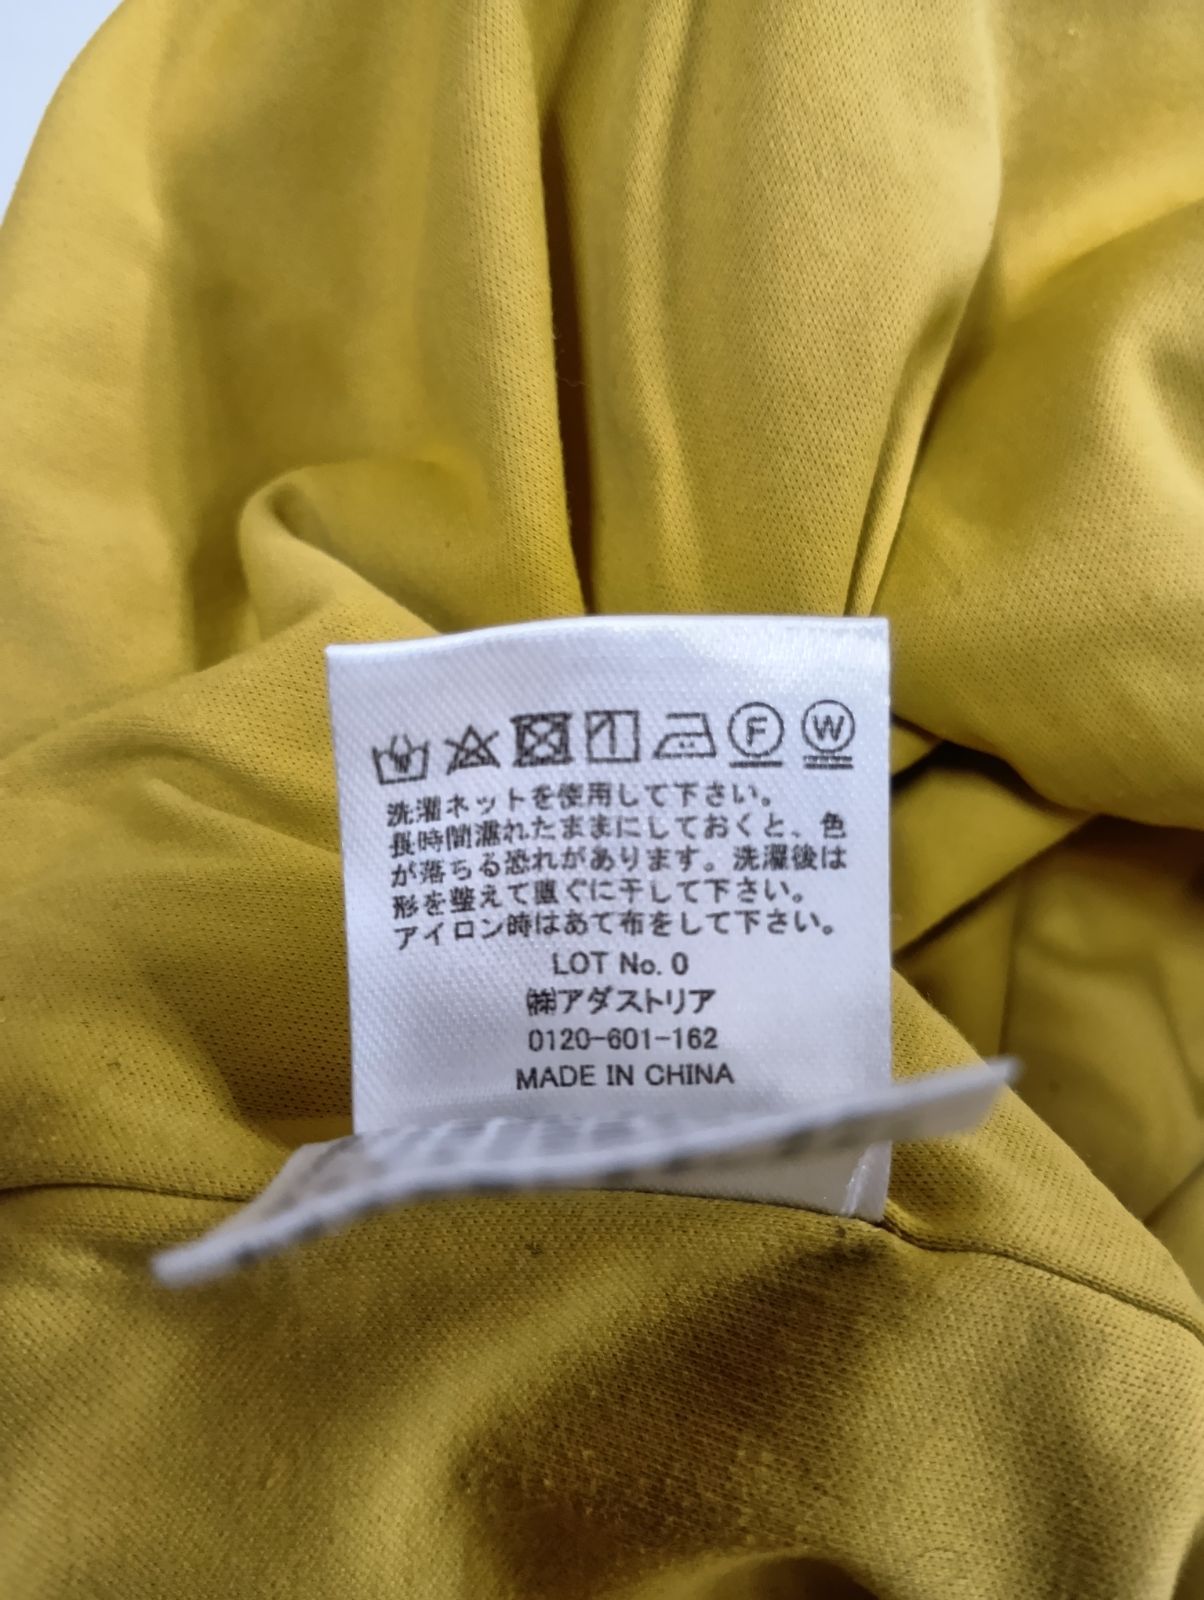 洗濯ネットを使用して下さい。
長時間濡れたままにしておくと、色
が落ちる恐れがあります。洗濯後は
形を整えて直ぐに干して下さい。
アイロン時はあて布をして下さい。
LOT No. 0
㈱アダストリア
0120-601-162
MADE IN CHINA
F
W